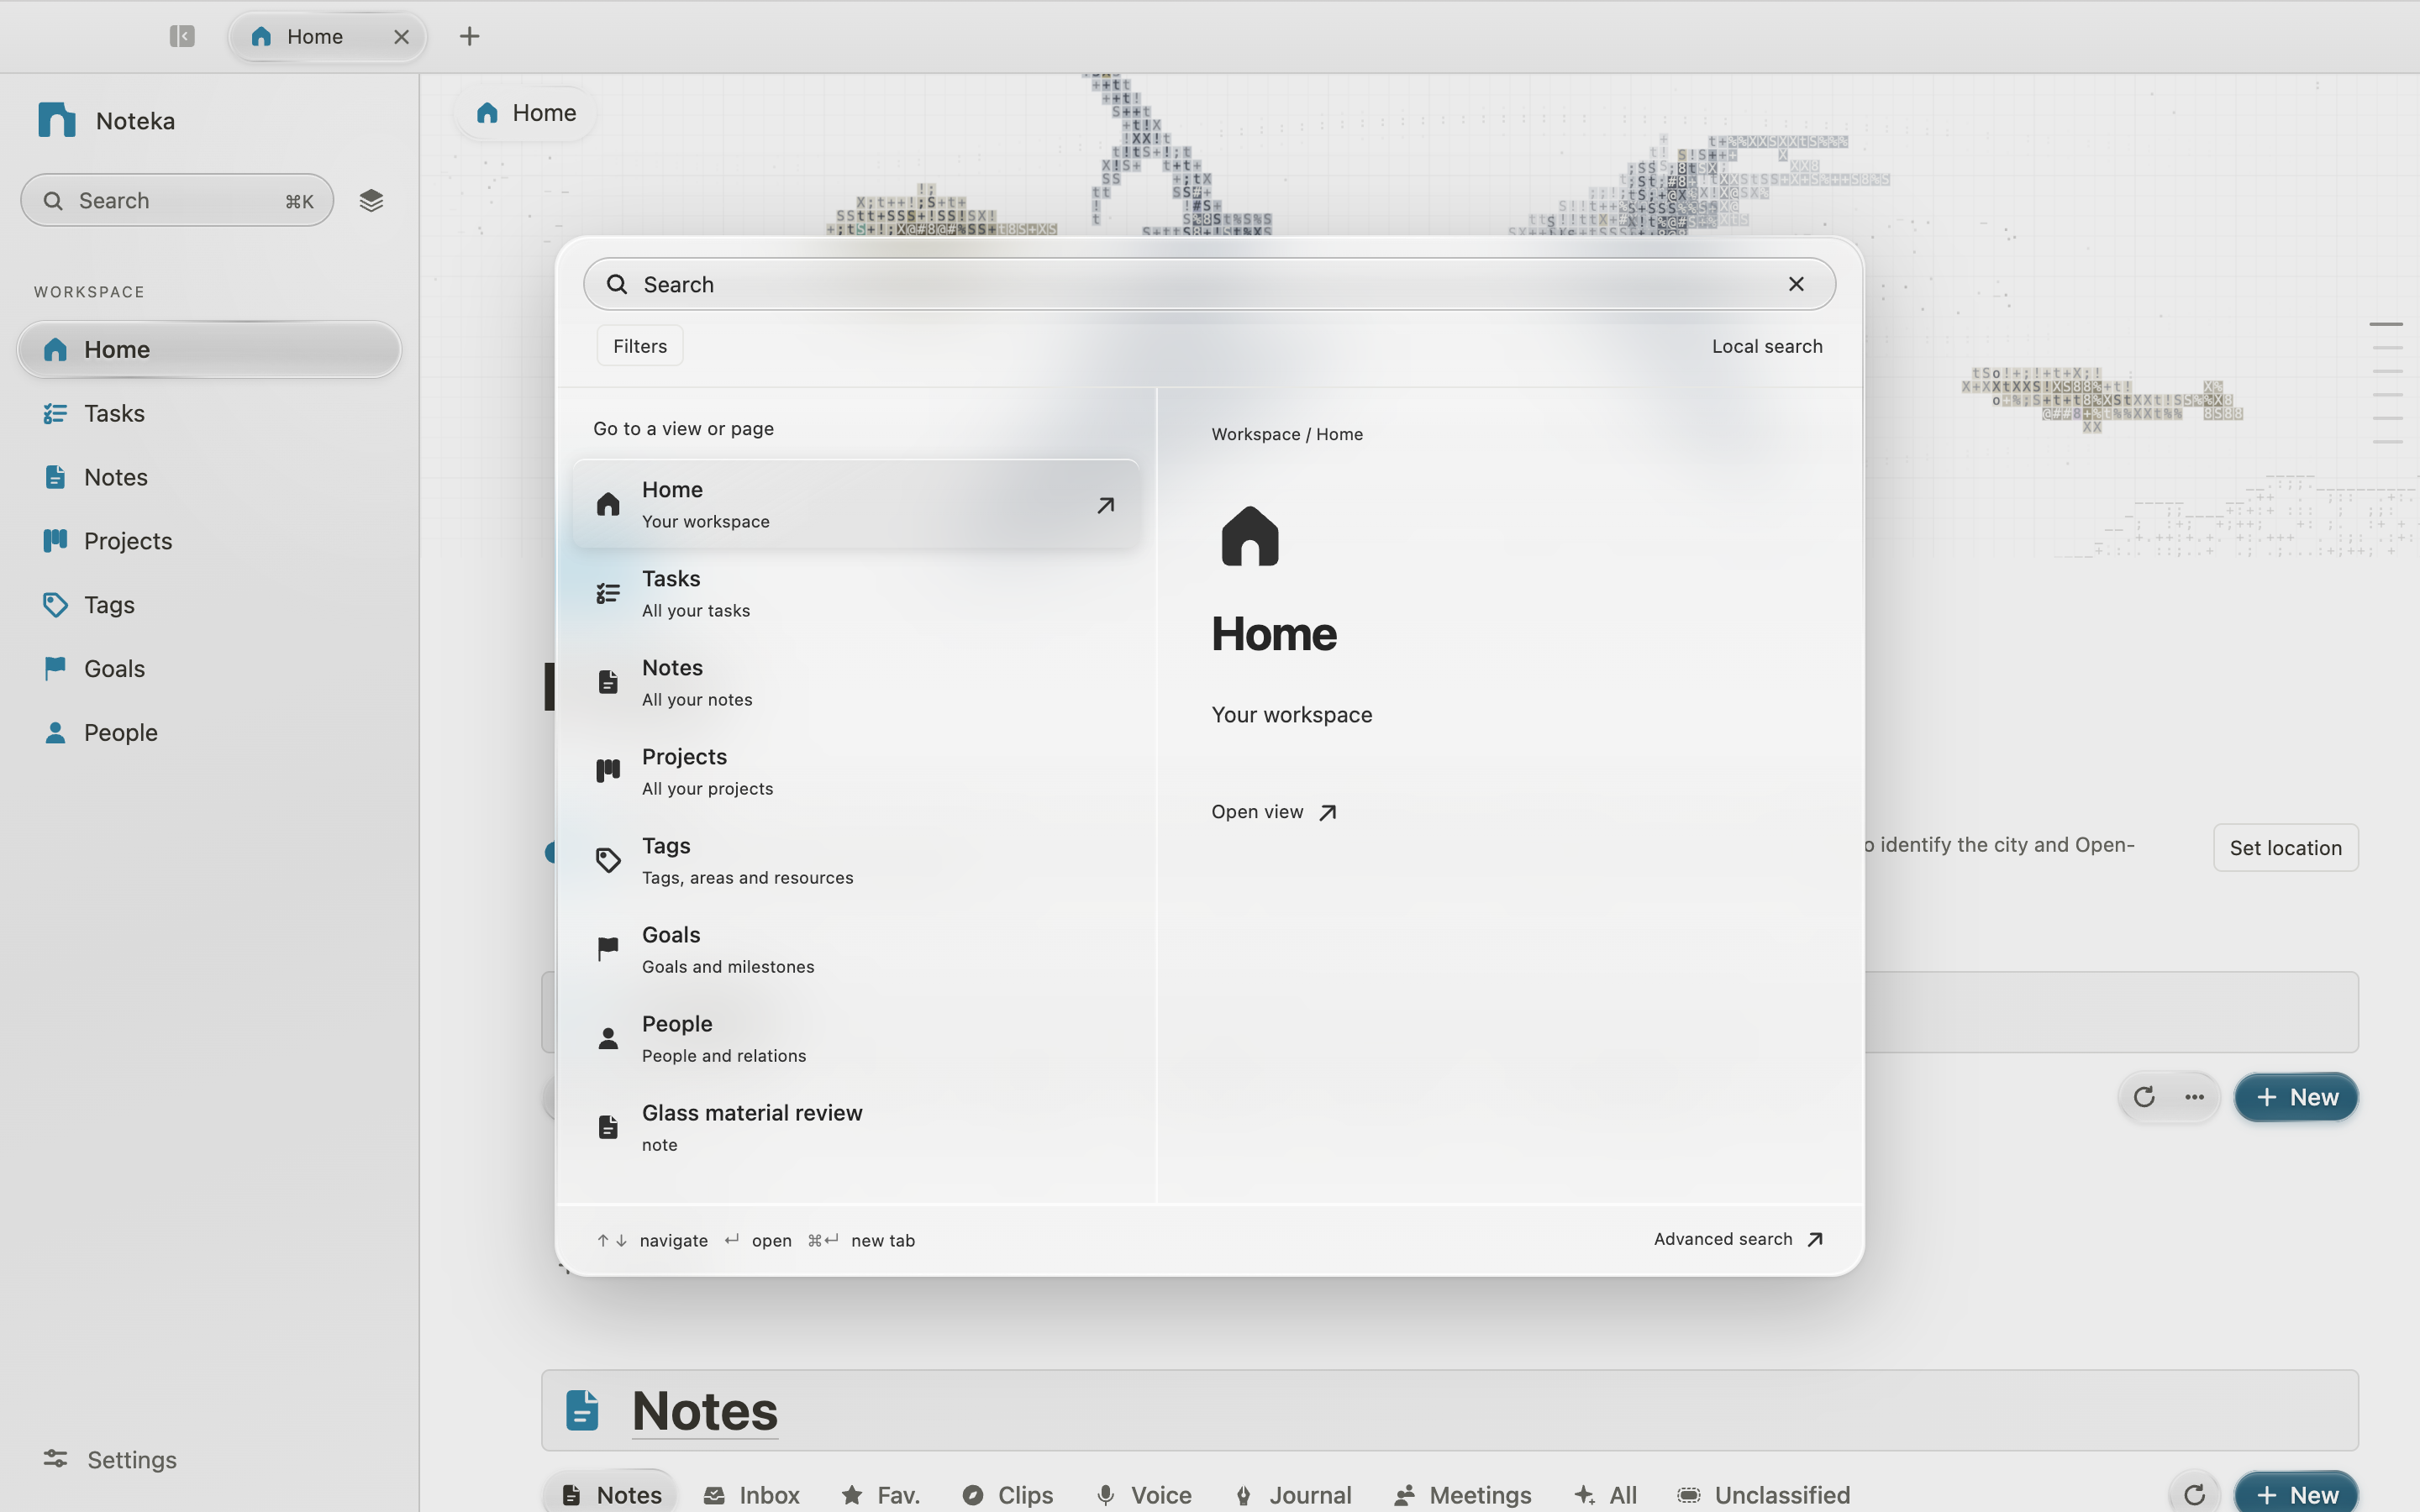 Home
Noteka
Search ⌘K
WORKSPACE
Home
Tasks
Notes
Projects
Tags
Goals
People
Settings
Home
Search
Filters
Local search
Go to a view or page
Home
Your workspace
Tasks
All your tasks
Notes
All your notes
Projects
All your projects
Tags
Tags, areas and resources
Goals
Goals and milestones
People
People and relations
Glass material review
note
Workspace / Home
Home
Your workspace
Open view
↑ ↓ navigate ↵ open ⌘↵ new tab
Advanced search
identify the city and Open-
Set location
New
Notes
Notes Inbox Fav. Clips Voice Journal Meetings All Unclassified
New